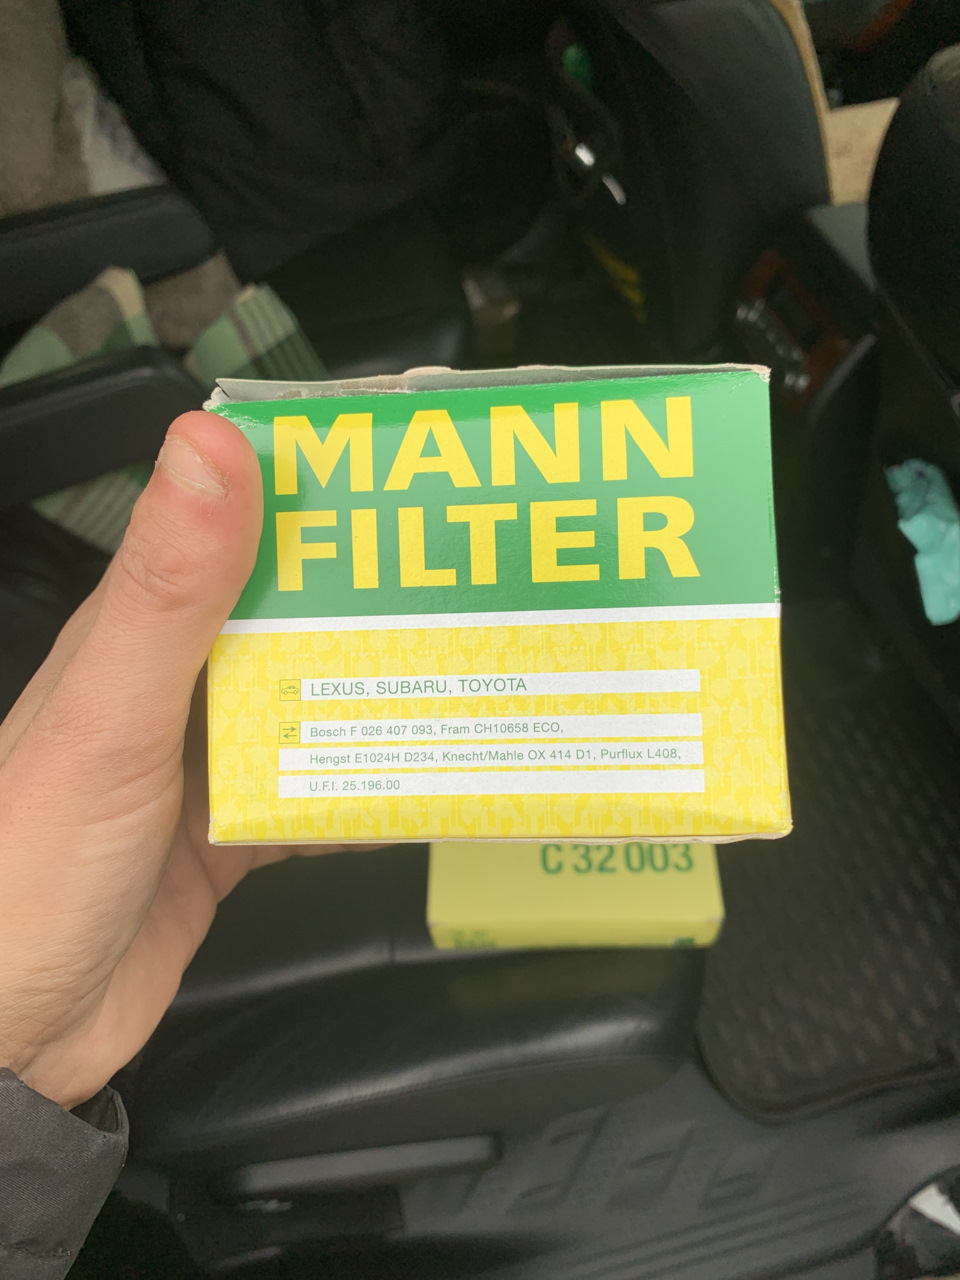 MANN
FILTER
LEXUS, SUBARU, TOYOTA
Bosch F 026 407 093, Fram CH10658 ECO,
Hengst E1024H D234, Knecht/Mahle OX 414 D1, Purflux L408,
U.F.I. 25.196.00
C 32 003